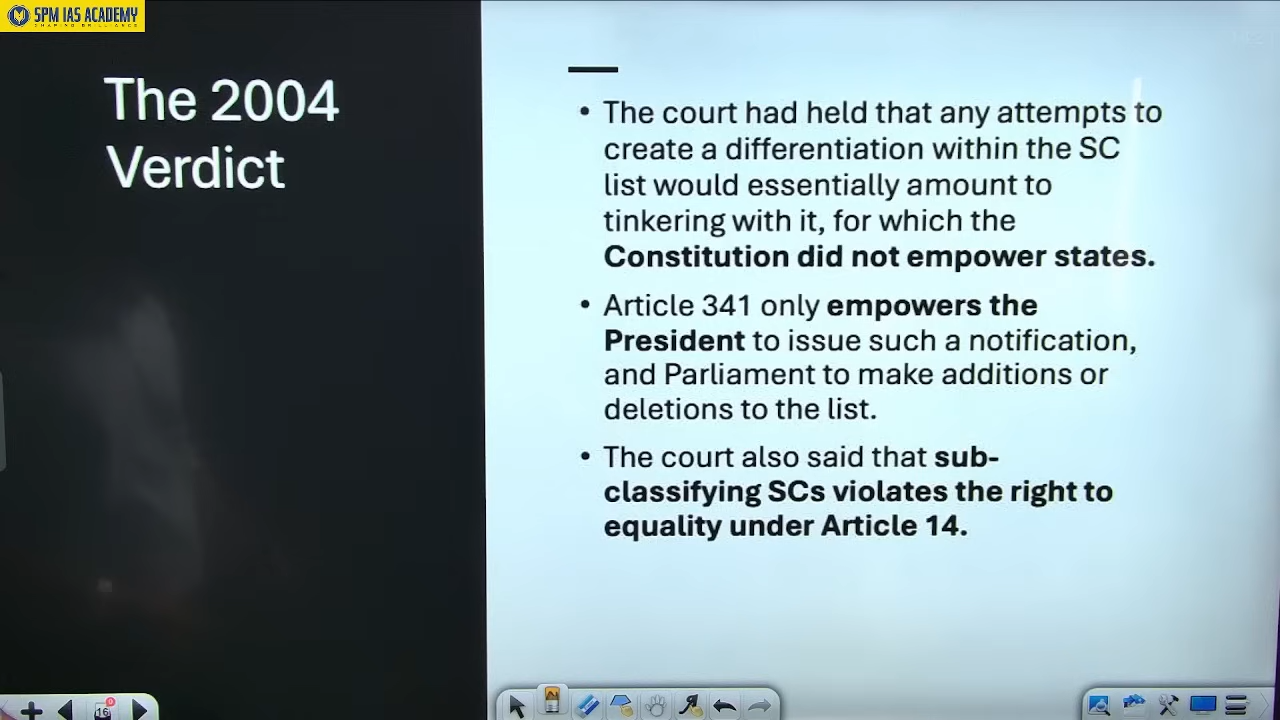 SPM IAS ACADEMY
SHARING BRILLIANCE
The 2004
Verdict
• The court had held that any attempts to
create a differentiation within the SC
list would essentially amount to
tinkering with it, for which the
Constitution did not empower states.
• Article 341 only empowers the
President to issue such a notification,
and Parliament to make additions or
deletions to the list.
• The court also said that sub-
classifying SCs violates the right to
equality under Article 14.
16